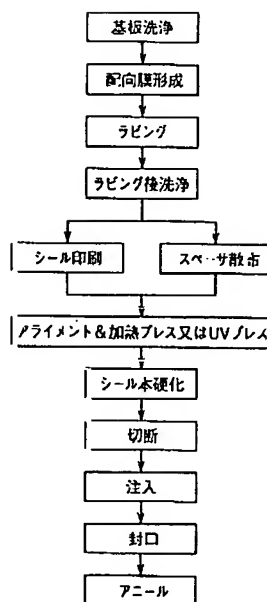 基板洗浄
配向膜形成
ラビング
ラビング後洗浄
シール印刷
スペーサ散布
アライメント&加熱プレス又はUVプレス
シール本硬化
切断
注入
封口
アニール